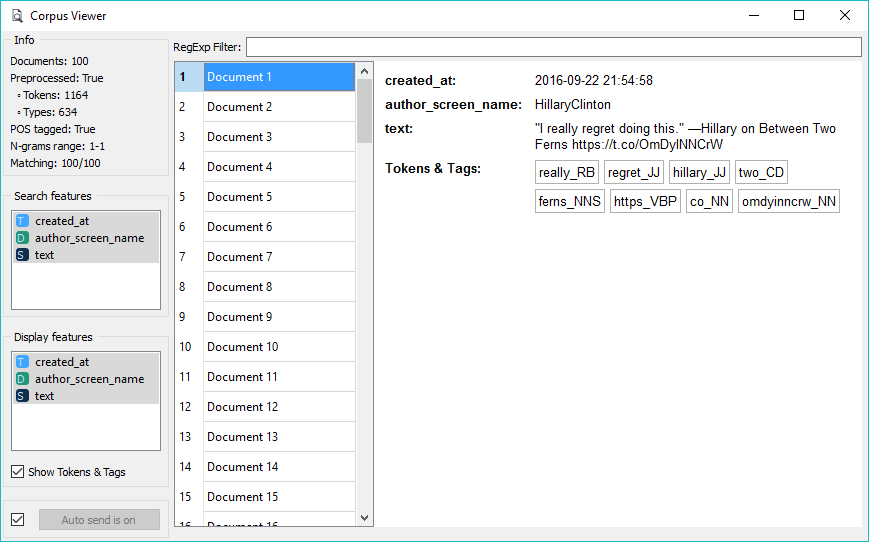 Corpus Viewer
Info
Documents: 100
Preprocessed: True
◦ Tokens: 1164
◦ Types: 634
POS tagged: True
N-grams range: 1-1
Matching: 100/100
Search features
T created_at
D author_screen_name
S text
Display features
T created_at
D author_screen_name
S text
Show Tokens & Tags
Auto send is on
RegExp Filter:
1 Document 1
2 Document 2
3 Document 3
4 Document 4
5 Document 5
6 Document 6
7 Document 7
8 Document 8
9 Document 9
10 Document 10
11 Document 11
12 Document 12
13 Document 13
14 Document 14
15 Document 15
16 Document 16
created_at: 2016-09-22 21:54:58
author_screen_name: HillaryClinton
text: "I really regret doing this." —Hillary on Between Two
Ferns https://t.co/OmDyINNCrW
Tokens & Tags: really_RB regret_JJ hillary_JJ two_CD
ferns_NNS https_VBP co_NN omdyinncrw_NN